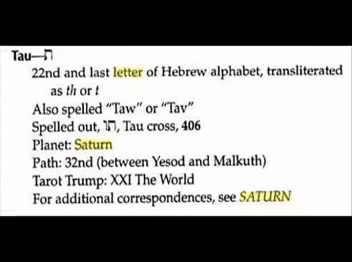 Tau—ת
22nd and last letter of Hebrew alphabet, transliterated
as th or t
Also spelled “Taw” or “Tav”
Spelled out, תו, Tau cross, 406
Planet: Saturn
Path: 32nd (between Yesod and Malkuth)
Tarot Trump: XXI The World
For additional correspondences, see SATURN